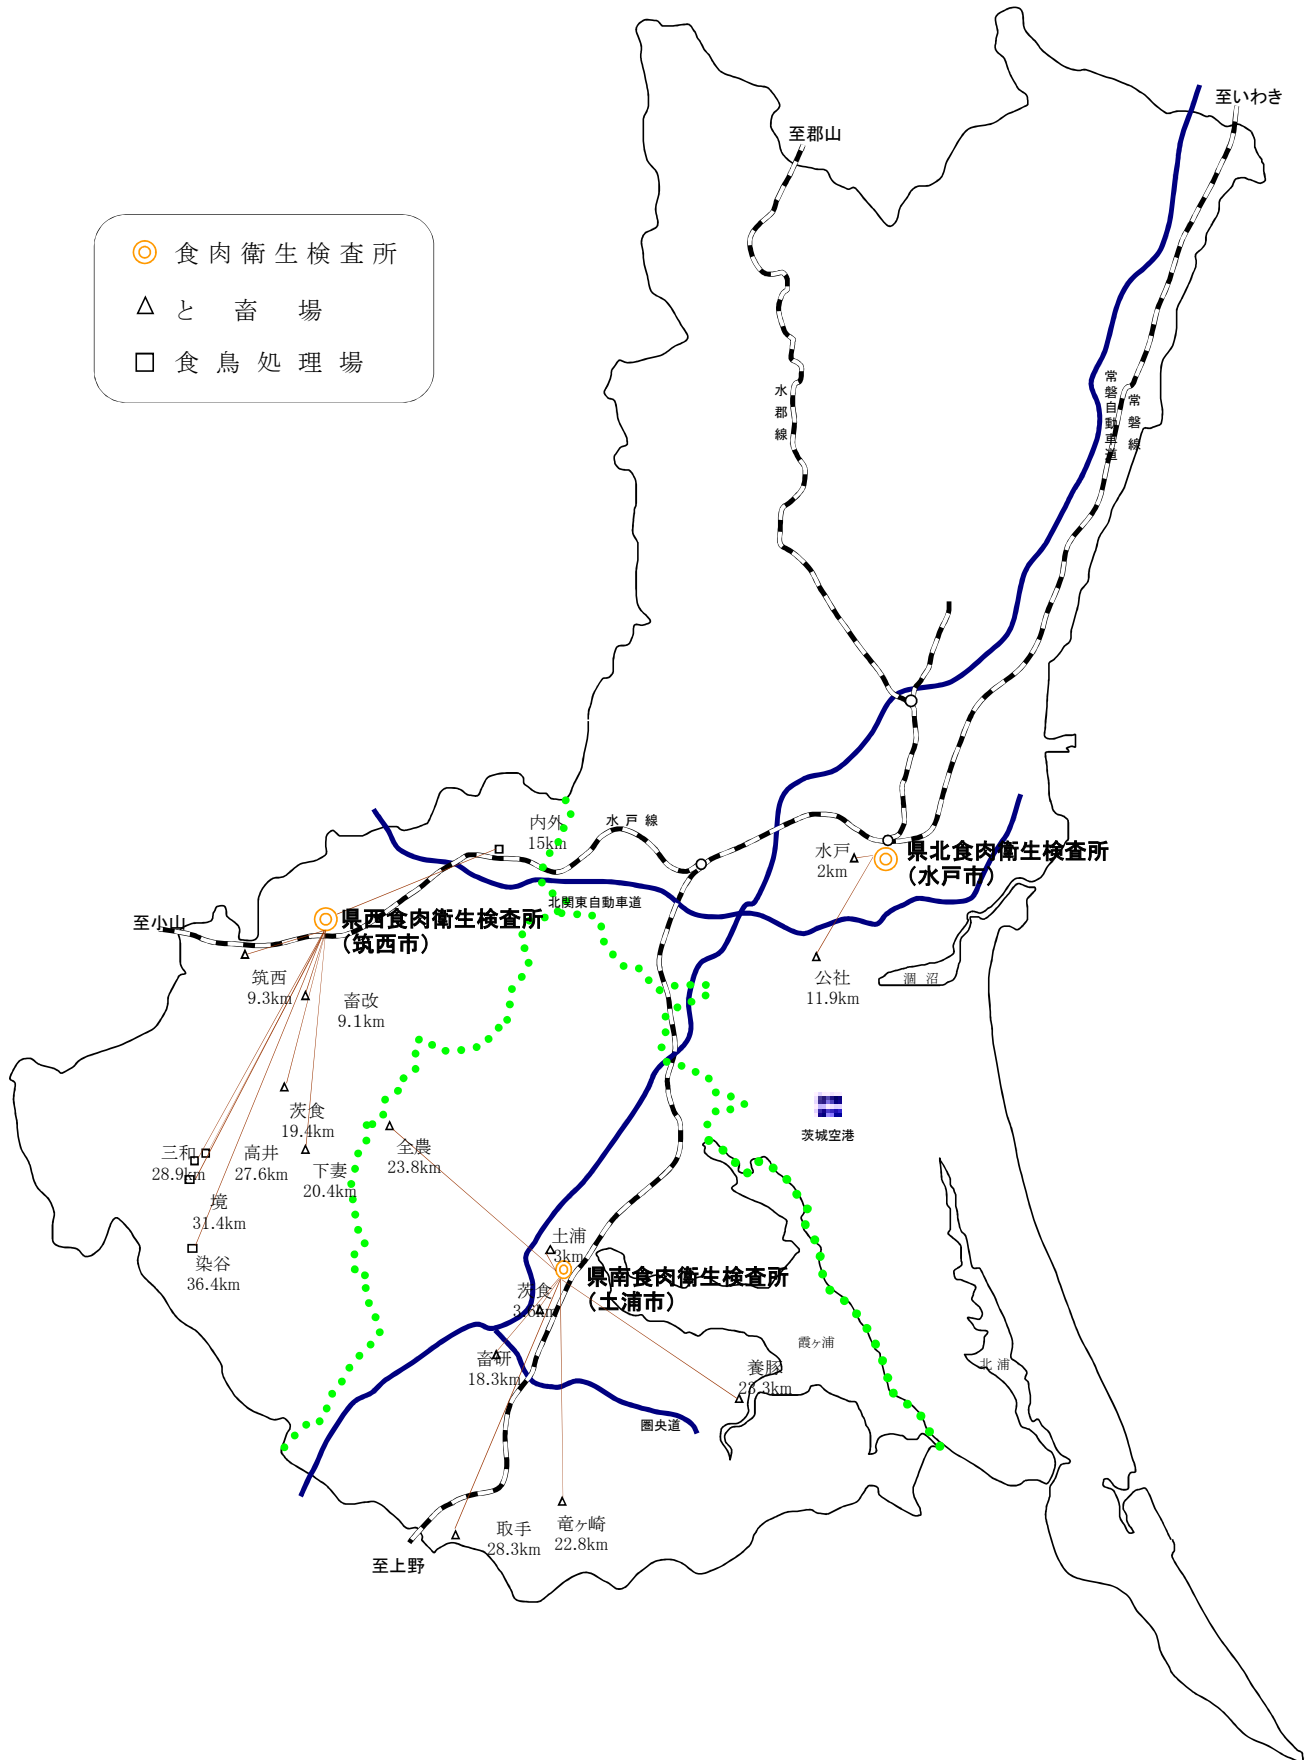 至いわき
至郡山
食肉衛生検査所
と畜場
食鳥処理場
水郡線
常磐自動車道
常磐線
内外
15km
水戸線
水戸
2km
県北食肉衛生検査所
（水戸市）
北関東自動車道
至小山
県西食肉衛生検査所
（筑西市）
筑西
9.3km
畜改
9.1km
公社
11.9km
涸沼
茨食
19.4km
茨城空港
三和
28.9km
高井
27.6km
下妻
20.4km
全農
23.8km
境
31.4km
染谷
36.4km
土浦
3km
県南食肉衛生検査所
（土浦市）
茨食
3.6km
霞ヶ浦
北浦
畜研
18.3km
養豚
23.3km
圏央道
取手
28.3km
竜ヶ崎
22.8km
至上野